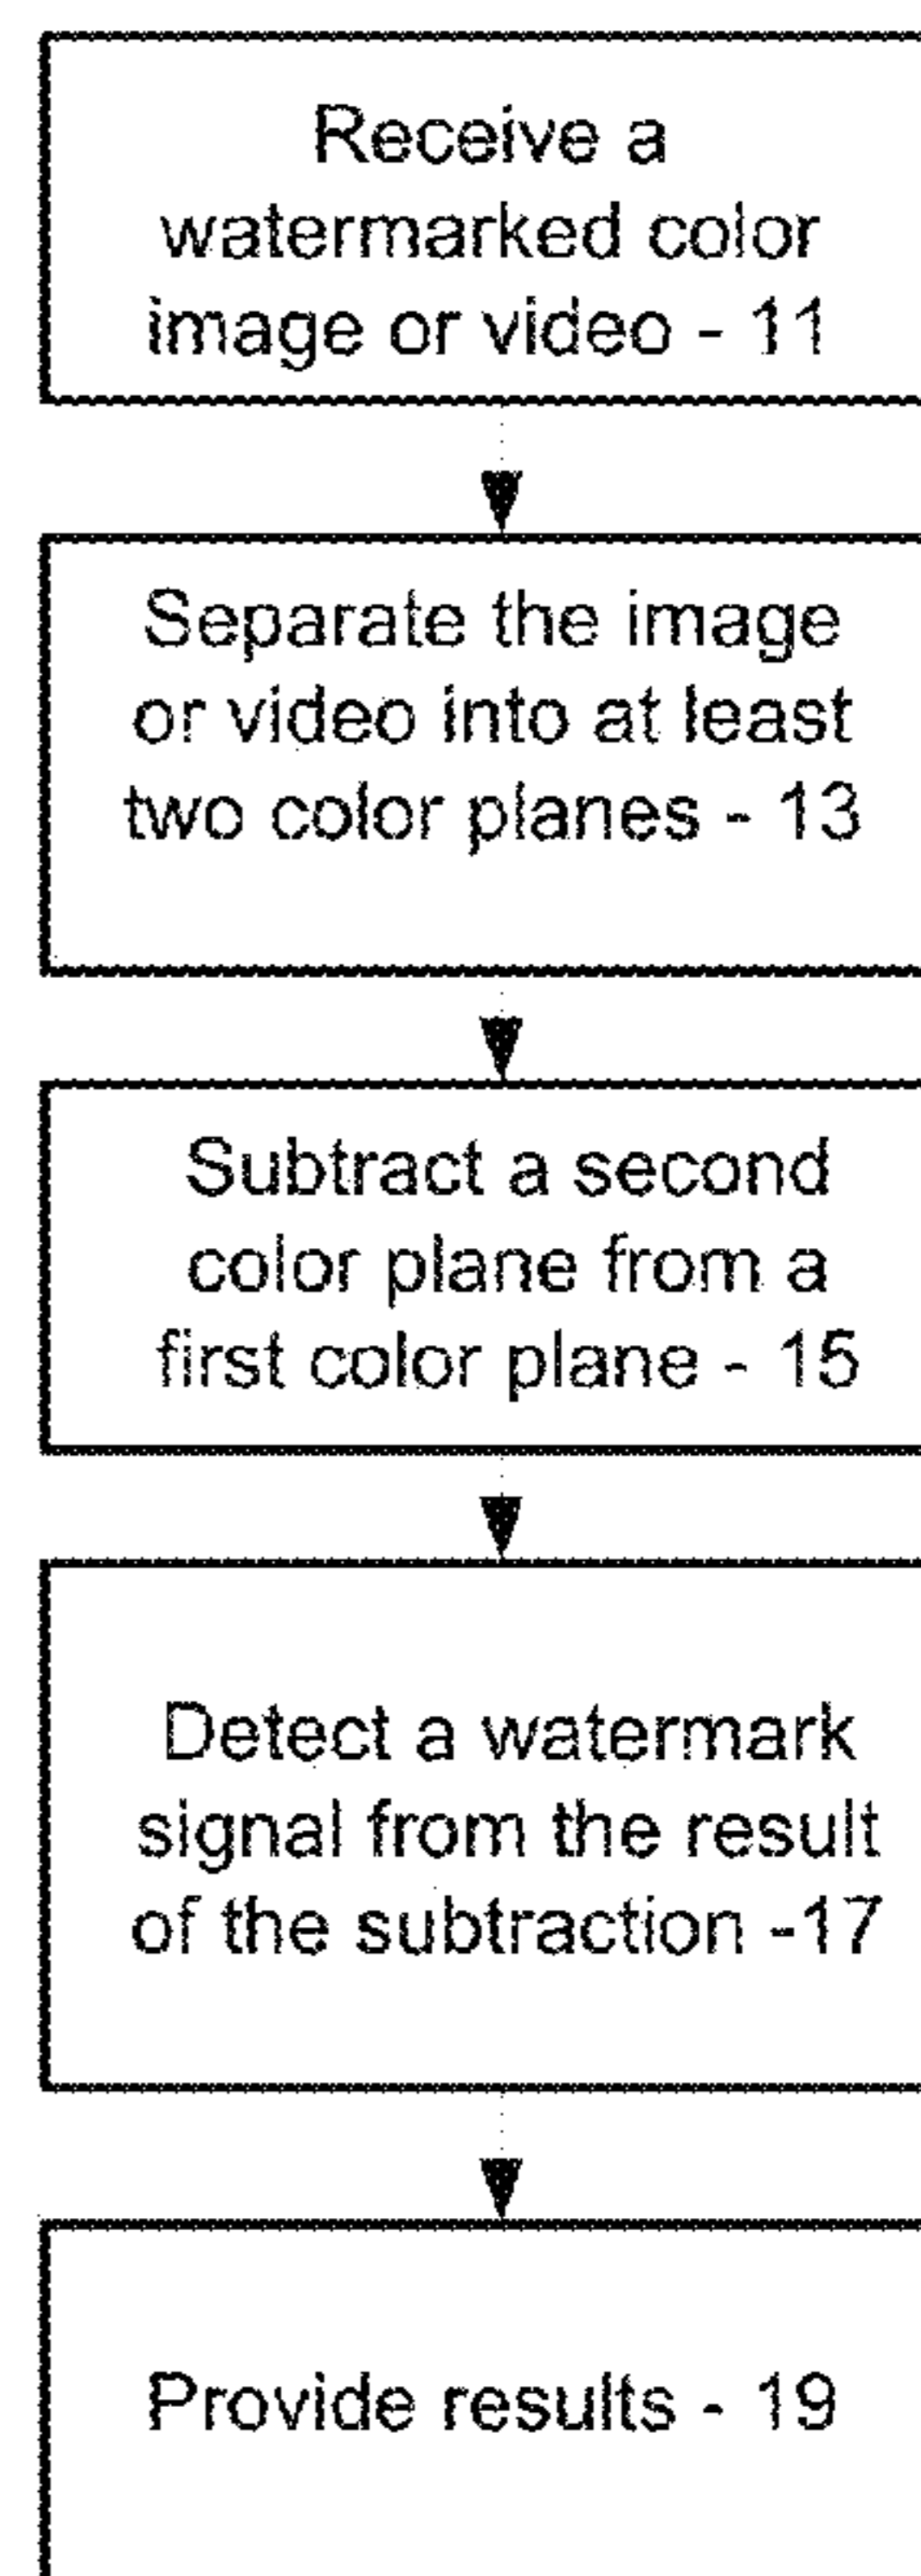 Receive a
watermarked color
image or video - 11
Separate the image
or video into at least
two color planes - 13
Subtract a second
color plane from a
first color plane - 15
Detect a watermark
signal from the result
of the subtraction -17
Provide results - 19